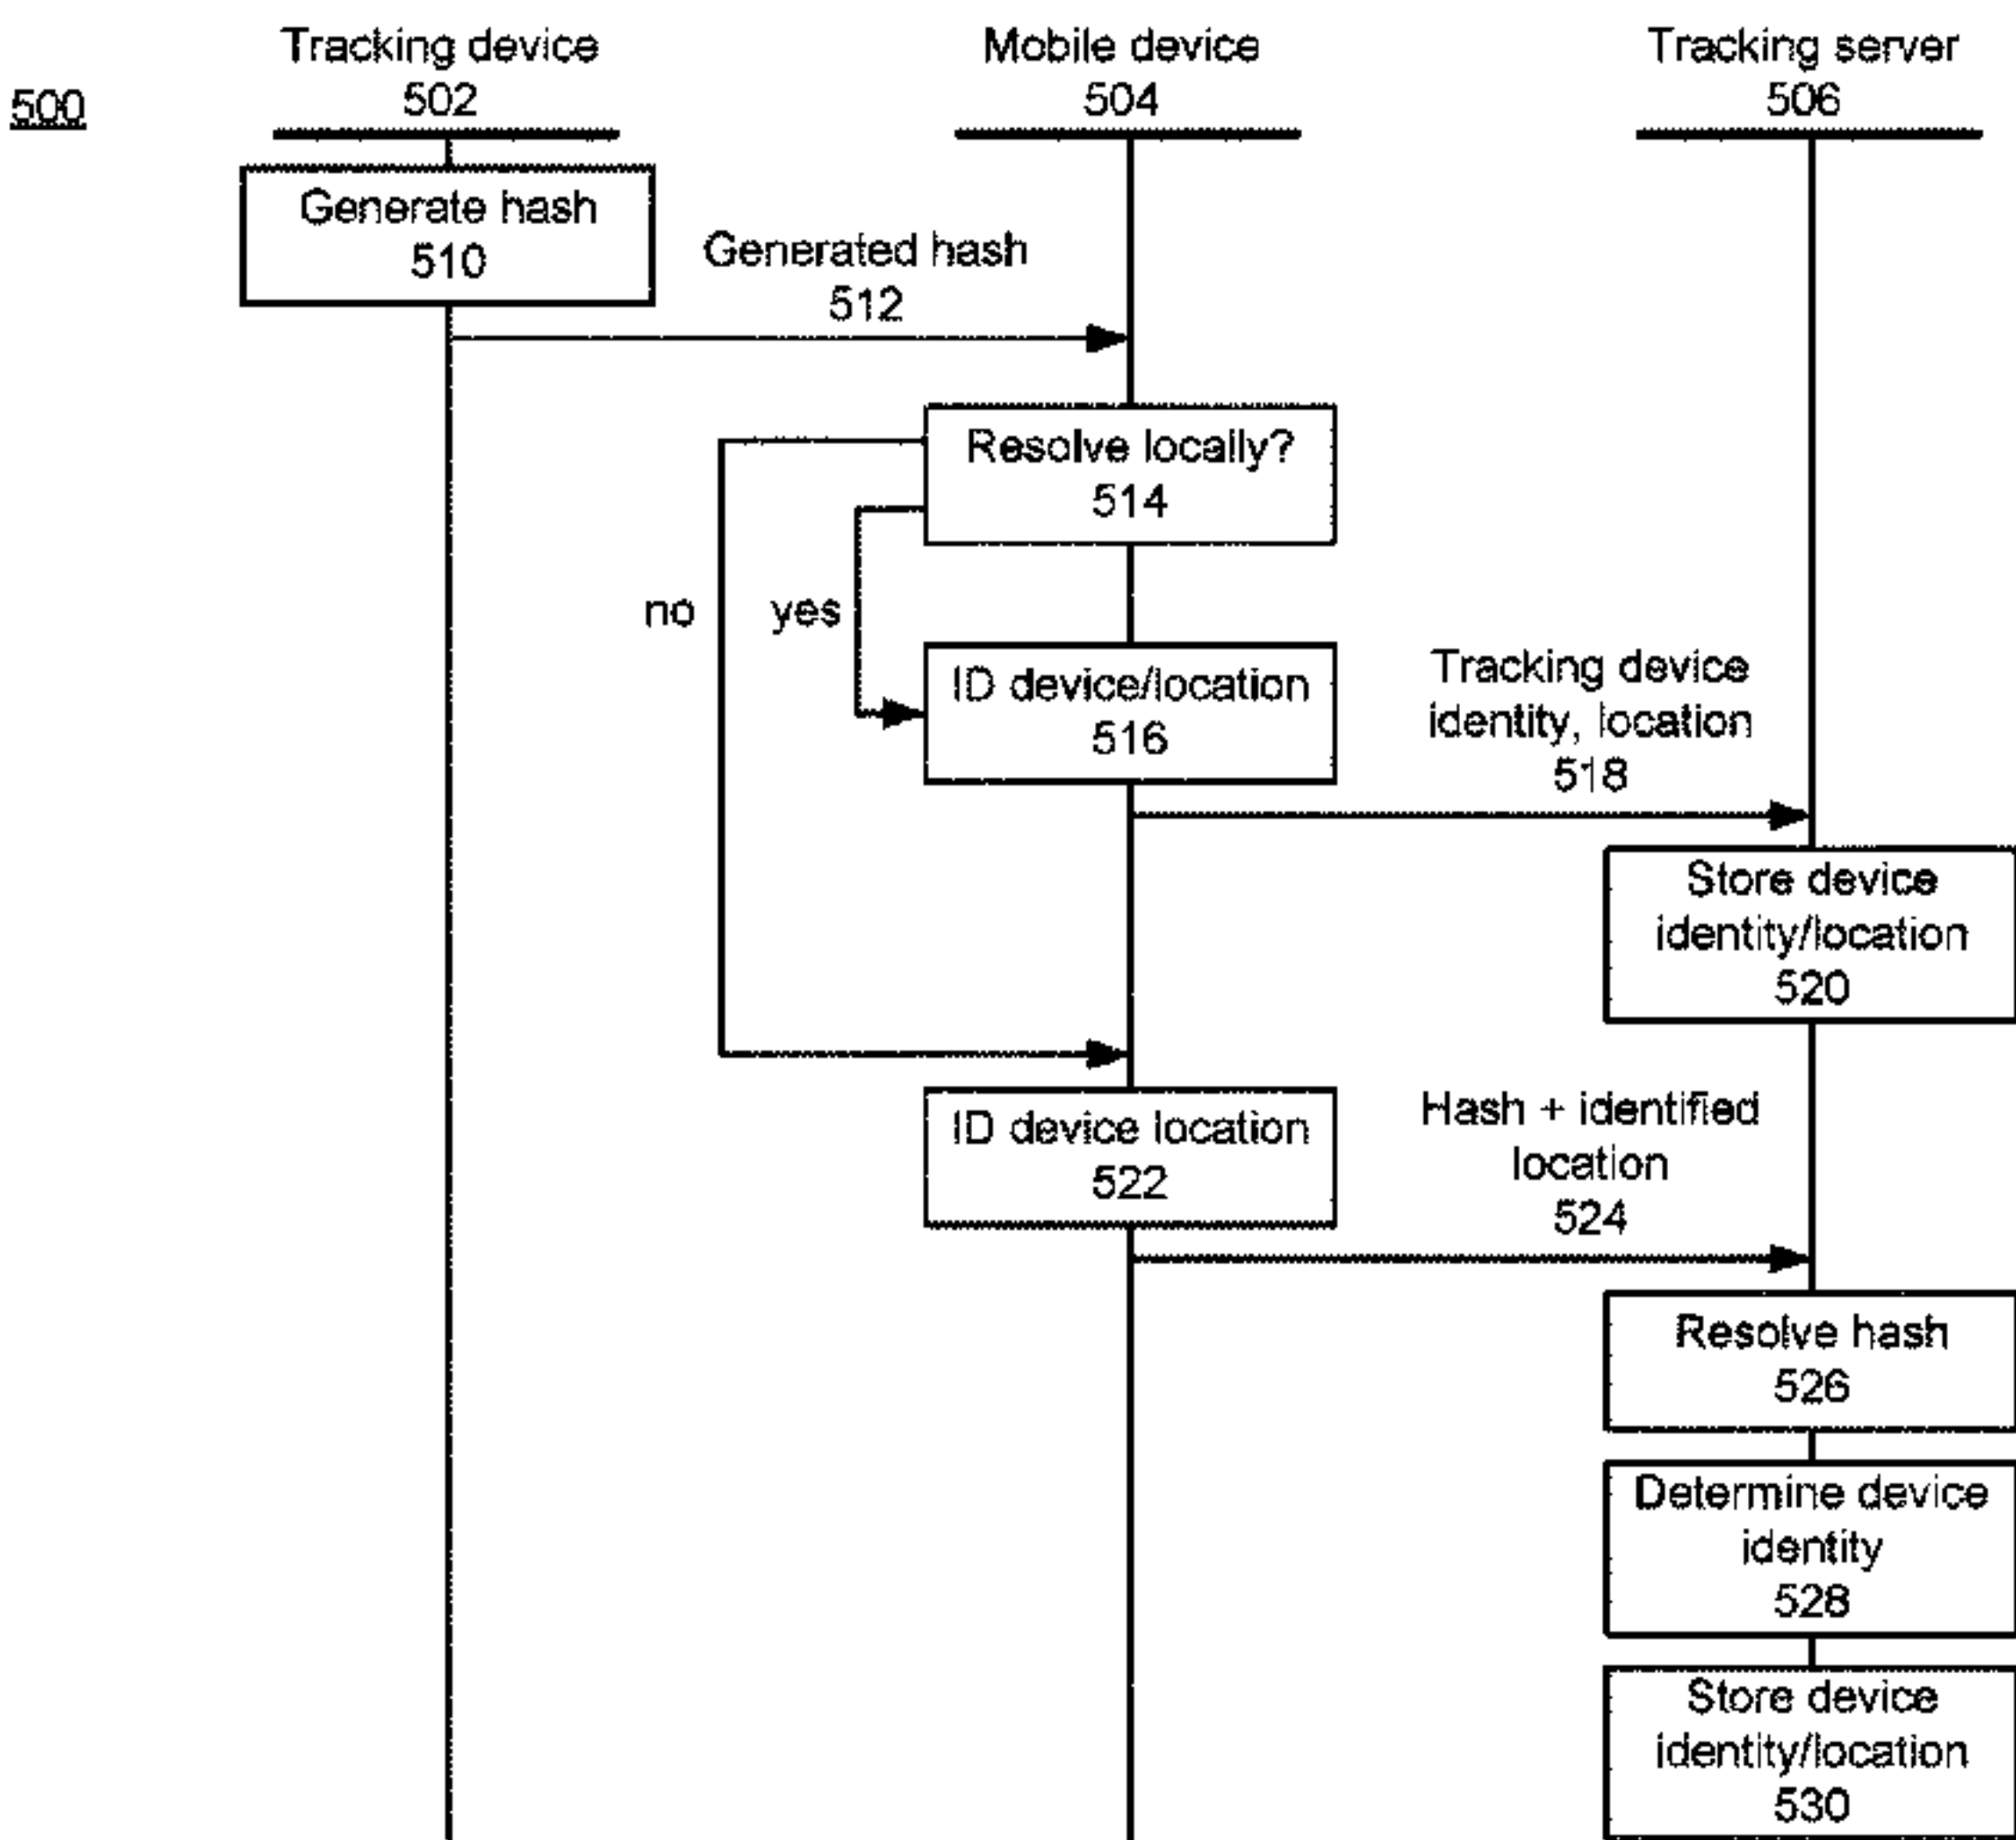 Tracking device
502
Mobile device
504
Tracking server
506
500
Generate hash
510
Generated hash
512
Resolve locally?
514
no
yes
ID device/location
516
Tracking device
identity, location
518
Store device
identity/location
520
ID device location
522
Hash + identified
location
524
Resolve hash
526
Determine device
identity
528
Store device
identity/location
530